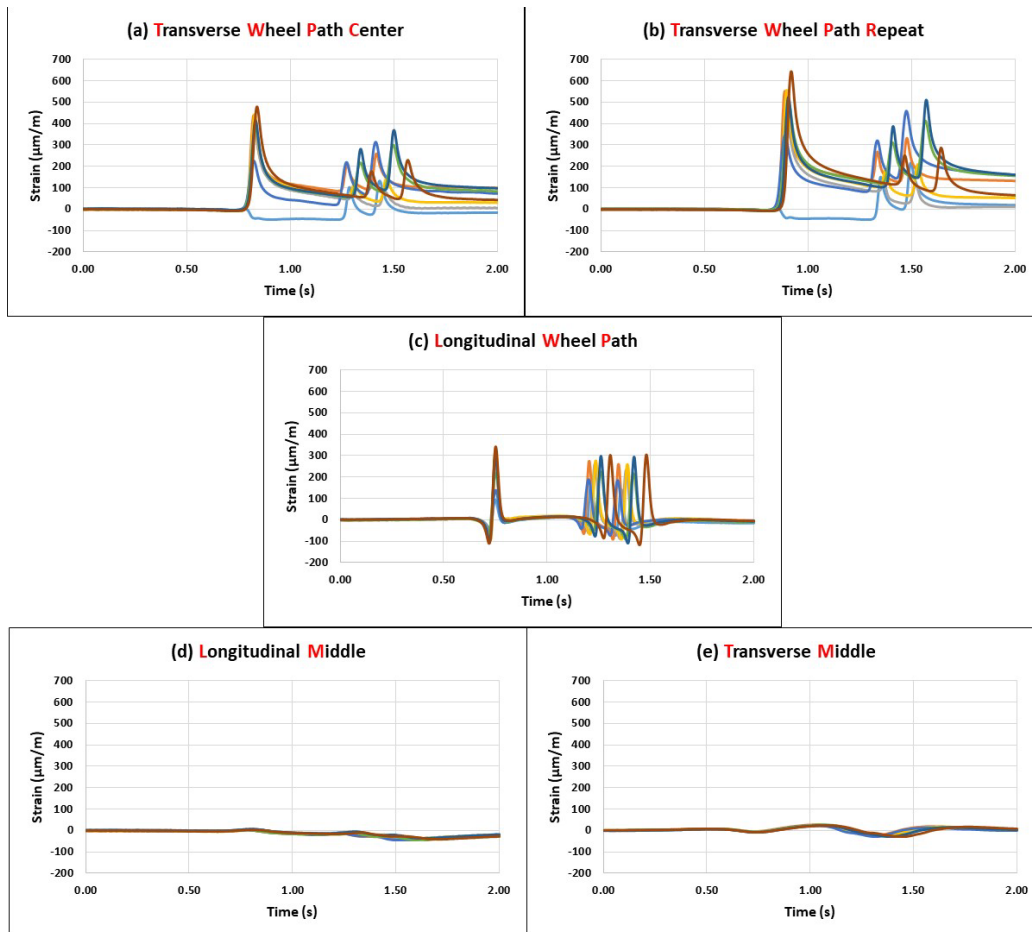 (a) Transverse Wheel Path Center
700
600
500
400
300
200
100
0
-100
-200
Strain (µm/m)
0.00 0.50 1.00 1.50 2.00
Time (s)
(b) Transverse Wheel Path Repeat
700
600
500
400
300
200
100
0
-100
-200
Strain (µm/m)
0.00 0.50 1.00 1.50 2.00
Time (s)
(c) Longitudinal Wheel Path
700
600
500
400
300
200
100
0
-100
-200
Strain (µm/m)
0.00 0.50 1.00 1.50 2.00
Time (s)
(d) Longitudinal Middle
700
600
500
400
300
200
100
0
-100
-200
Strain (µm/m)
0.00 0.50 1.00 1.50 2.00
Time (s)
(e) Transverse Middle
700
600
500
400
300
200
100
0
-100
-200
Strain (µm/m)
0.00 0.50 1.00 1.50 2.00
Time (s)